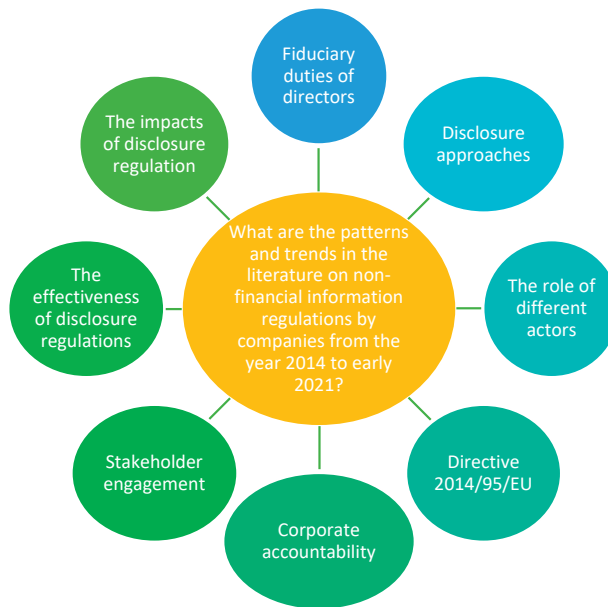 Fiduciary
duties of
directors
The impacts
of disclosure
regulation
Disclosure
approaches
What are the patterns
and trends in the
literature on non-
financial information
regulations by
companies from the
year 2014 to early
2021?
The
effectiveness
of disclosure
regulations
The role of
different
actors
Stakeholder
engagement
Directive
2014/95/EU
Corporate
accountability